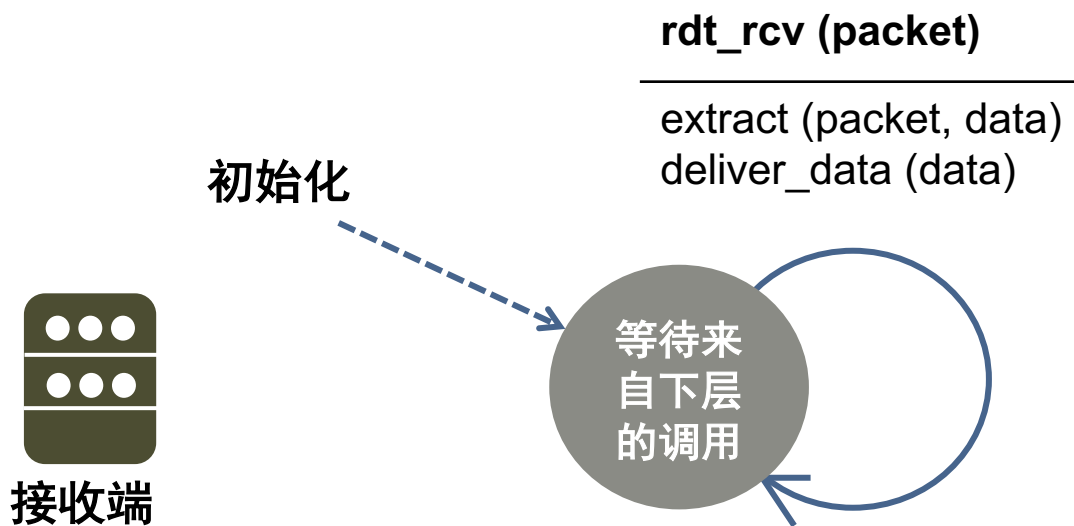 rdt_rcv (packet)
extract (packet, data)
deliver_data (data)
初始化
等待来
自下层
的调用
接收端